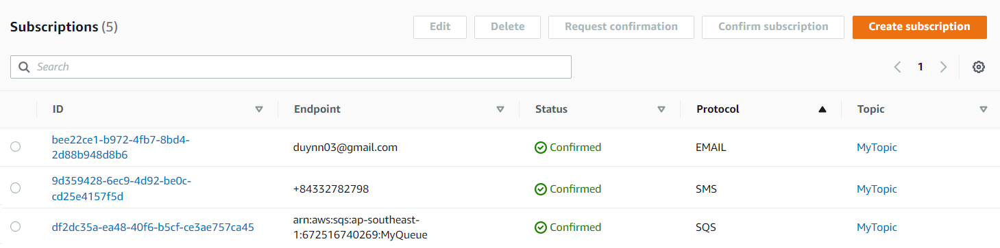 Subscriptions (5)
Edit
Delete
Request confirmation
Confirm subscription
Create subscription
Search
1
ID
Endpoint
Status
Protocol
Topic
bee22ce1-b972-4fb7-8bd4-
2d88b948d8b6
duynn03@gmail.com
Confirmed
EMAIL
MyTopic
9d359428-6ec9-4d92-be0c-
cd25e4157f5d
+84332782798
Confirmed
SMS
MyTopic
df2dc35a-ea48-40f6-b5cf-ce3ae757ca45
arn:aws:sqs:ap-southeast-
1:672516740269:MyQueue
Confirmed
SQS
MyTopic